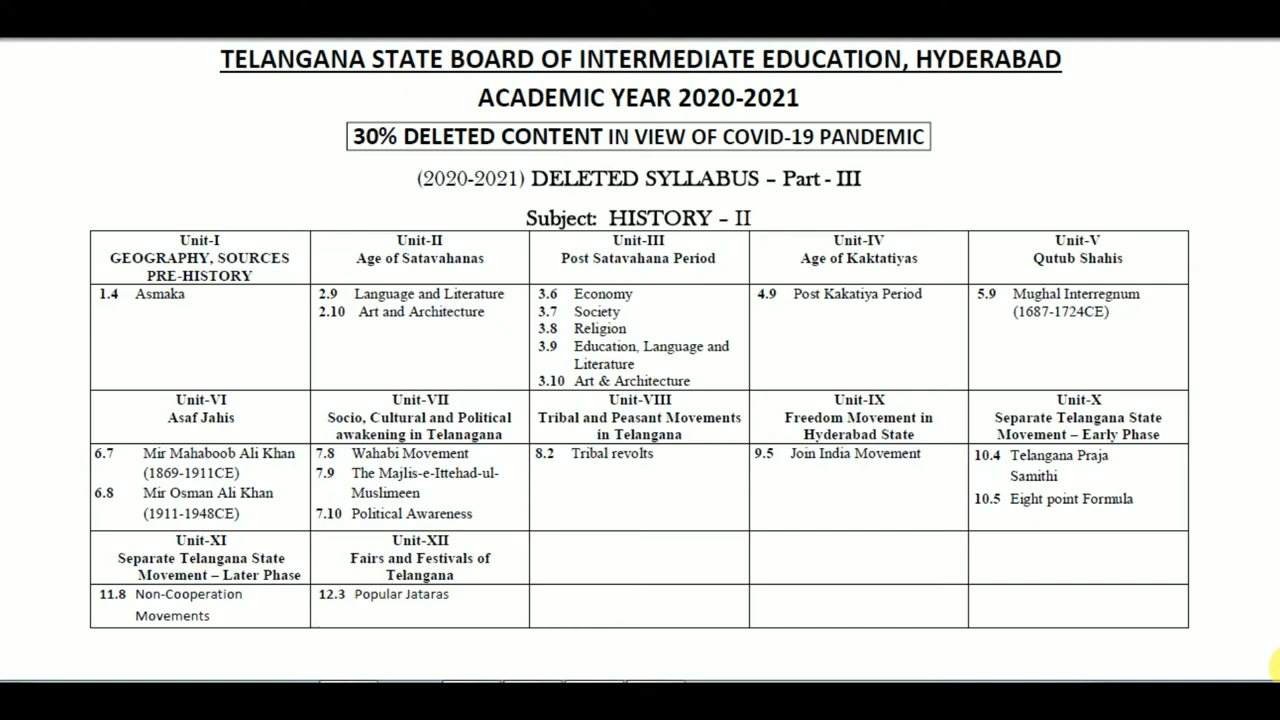 TELANGANA STATE BOARD OF INTERMEDIATE EDUCATION, HYDERABAD
ACADEMIC YEAR 2020-2021
30% DELETED CONTENT IN VIEW OF COVID-19 PANDEMIC
(2020-2021) DELETED SYLLABUS – Part - III
Subject: HISTORY – II
Unit-I
GEOGRAPHY, SOURCES
PRE-HISTORY
Unit-II
Age of Satavahanas
Unit-III
Post Satavahana Period
Unit-IV
Age of Kaktatiyas
Unit-V
Qutub Shahis
1.4 Asmaka
2.9 Language and Literature
2.10 Art and Architecture
3.6 Economy
3.7 Society
3.8 Religion
3.9 Education, Language and
Literature
3.10 Art & Architecture
4.9 Post Kakatiya Period
5.9 Mughal Interregnum
(1687-1724CE)
Unit-VI
Asaf Jahis
Unit-VII
Socio, Cultural and Political
awakening in Telanagana
Unit-VIII
Tribal and Peasant Movements
in Telangana
Unit-IX
Freedom Movement in
Hyderabad State
Unit-X
Separate Telangana State
Movement – Early Phase
6.7 Mir Mahaboob Ali Khan
(1869-1911CE)
6.8 Mir Osman Ali Khan
(1911-1948CE)
7.8 Wahabi Movement
7.9 The Majlis-e-Ittehad-ul-
Muslimeen
7.10 Political Awareness
8.2 Tribal revolts
9.5 Join India Movement
10.4 Telangana Praja
Samithi
10.5 Eight point Formula
Unit-XI
Separate Telangana State
Movement – Later Phase
Unit-XII
Fairs and Festivals of
Telangana
11.8 Non-Cooperation
Movements
12.3 Popular Jataras